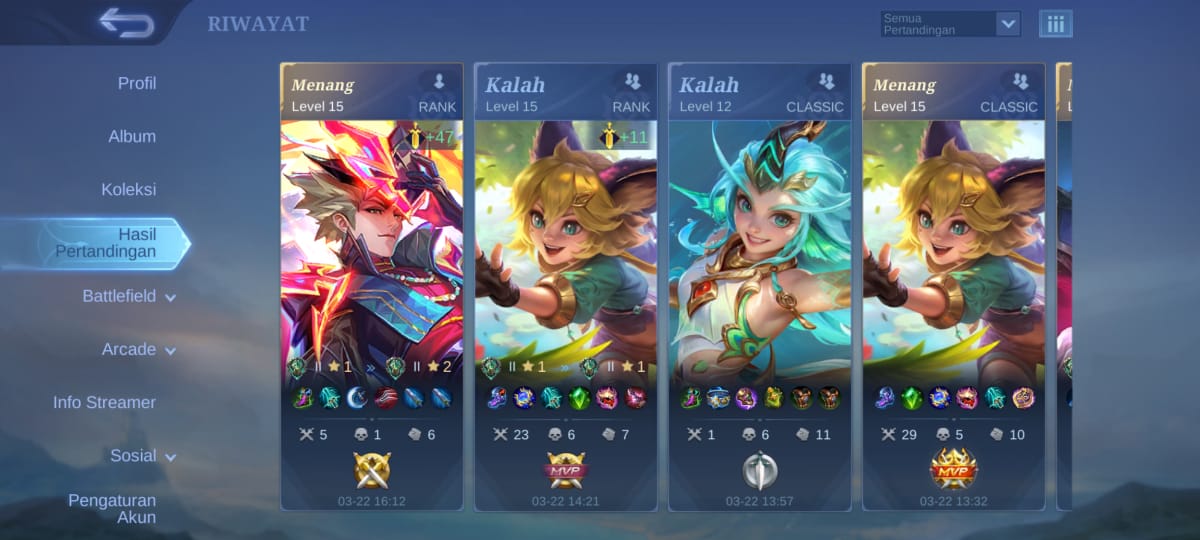 RIWAYAT
Semua
Pertandingan
Profil
Album
Koleksi
Hasil
Pertandingan
Battlefield
Arcade
Info Streamer
Sosial
Pengaturan
Akun
Menang
Level 15
RANK
+47
II
1
II
2
5
1
6
03-22 16:12
Kalah
Level 15
RANK
+11
II
1
II
1
23
6
7
MVP
03-22 14:21
Kalah
Level 12
CLASSIC
1
6
11
03-22 13:57
Menang
Level 15
CLASSIC
29
5
10
MVP
03-22 13:32